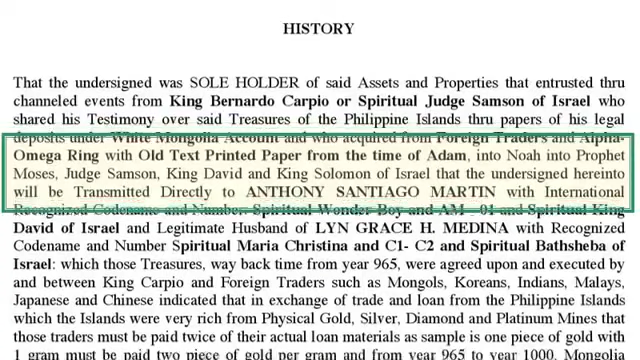 HISTORY
That the undersigned was SOLE HOLDER of said Assets and Properties that entrusted thru
channeled events from King Bernardo Carpio or Spiritual Judge Samson of Israel who
shared his Testimony over said Treasures of the Philippine Islands thru papers of his legal
deposits under White Mongolia Account and who acquired from Foreign Traders and Alpha-
Omega Ring with Old Text Printed Paper from the time of Adam, into Noah into Prophet
Moses, Judge Samson, King David and King Solomon of Israel that the undersigned hereinto
will be Transmitted Directly to ANTHONY SANTIAGO MARTIN with International
Recognized Codename and Number Spiritual Wonder Boy and AM - 01 and Spiritual King
David of Israel and Legitimate Husband of LYN GRACE H. MEDINA with Recognized
Codename and Number Spiritual Maria Christina and C1- C2 and Spiritual Bathsheba of
Israel: which those Treasures, way back time from year 965, were agreed upon and executed by
and between King Carpio and Foreign Traders such as Mongols, Koreans, Indians, Malays,
Japanese and Chinese indicated that in exchange of trade and loan from the Philippine Islands
which the Islands were very rich from Physical Gold, Silver, Diamond and Platinum Mines that
those traders must be paid twice of their actual loan materials as sample is one piece of gold with
1 gram must be paid two piece of gold per gram and from year 965 to year 1000, Mongolia